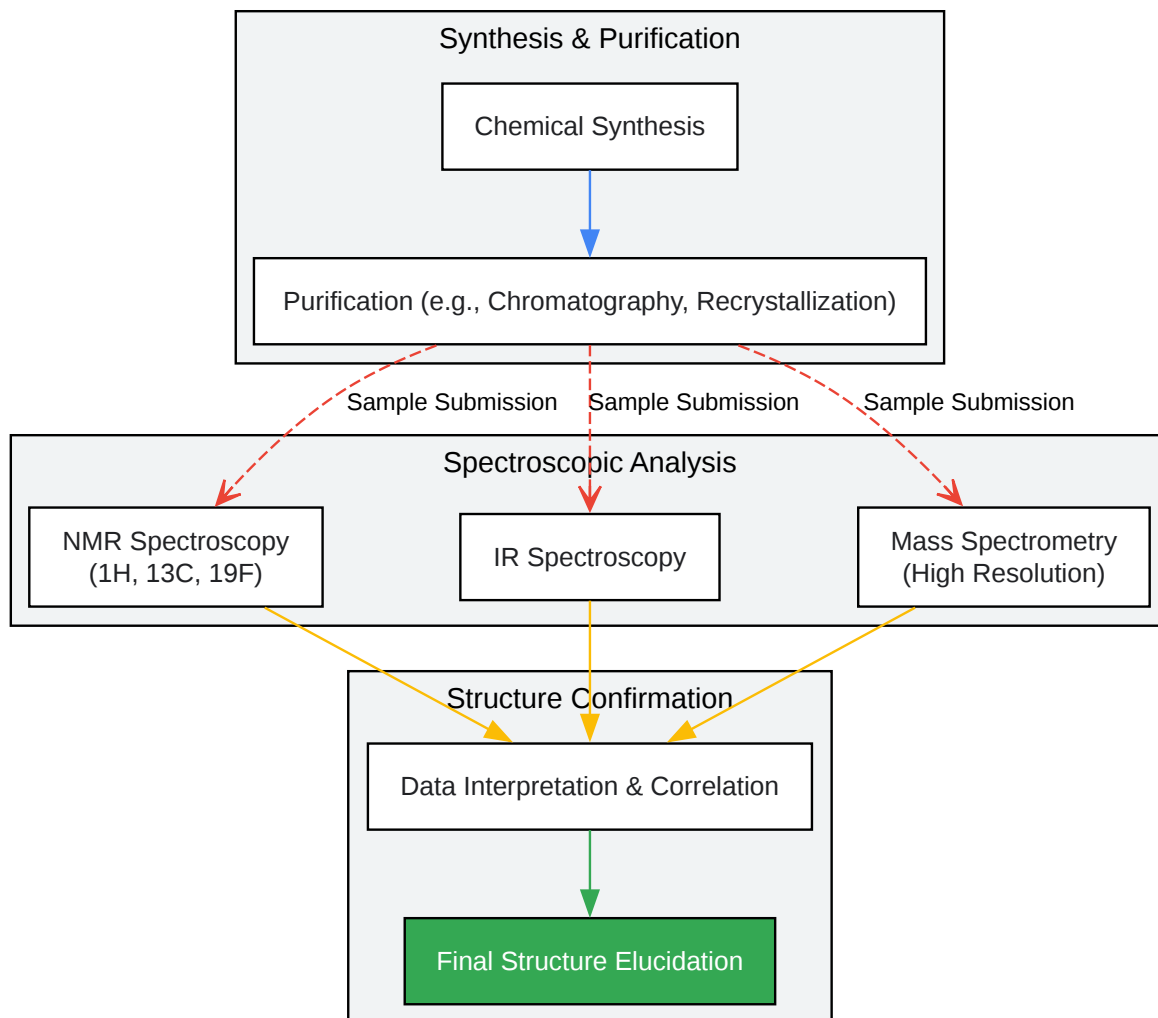 Synthesis & Purification
Chemical Synthesis
Purification (e.g., Chromatography, Recrystallization)
Sample Submission
Sample Submission
Sample Submission
Spectroscopic Analysis
NMR Spectroscopy
(1H, 13C, 19F)
IR Spectroscopy
Mass Spectrometry
(High Resolution)
Structure Confirmation
Data Interpretation & Correlation
Final Structure Elucidation